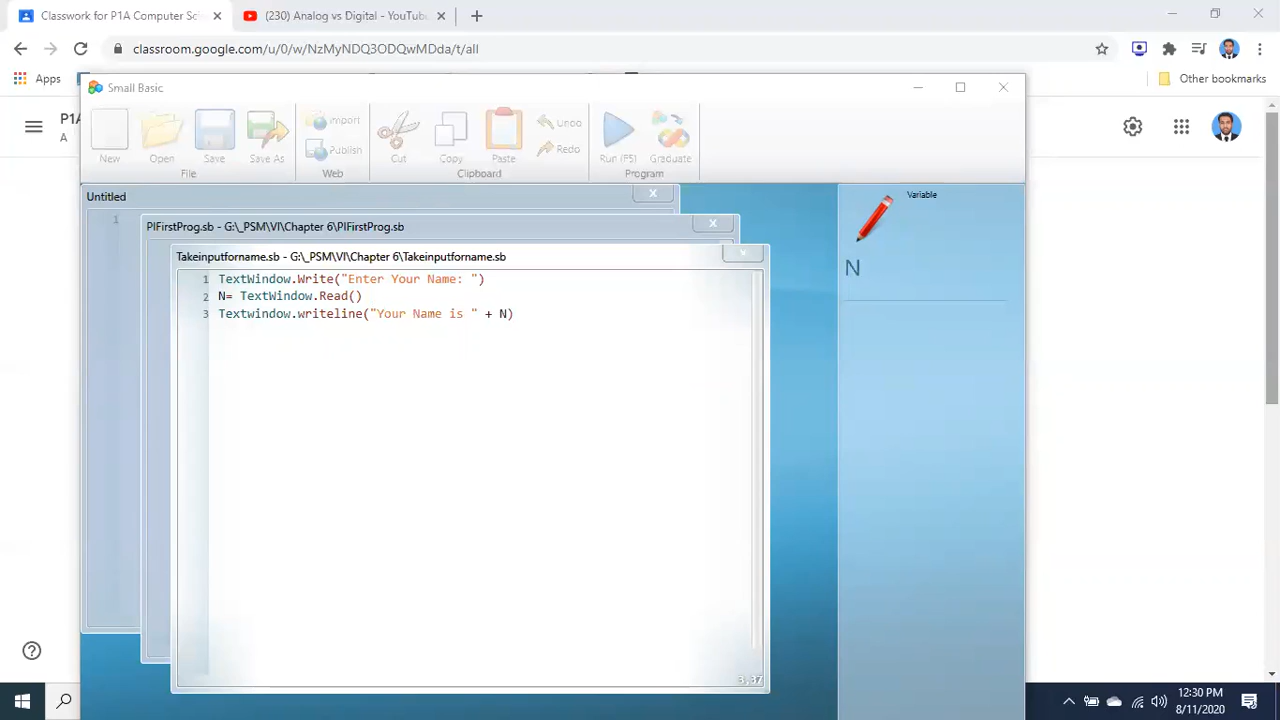 Classwork for P1A Computer Sc
(230) Analog vs Digital - YouTube
classroom.google.com/u/0/w/NzMyNDQ3ODQwMDda/t/all
Apps
Other bookmarks
P1A
A
Small Basic
New
Open
Save
Save As
Import
Publish
Cut
Copy
Paste
Undo
Redo
Run (F5)
Graduate
File
Web
Clipboard
Program
Untitled
1
PIFirstProg.sb - G:\_PSM\VI\Chapter 6\PIFirstProg.sb
Takeinputforname.sb - G:\_PSM\VI\Chapter 6\Takeinputforname.sb
1 TextWindow.Write("Enter Your Name: ")
2 N= TextWindow.Read()
3 Textwindow.writeline("Your Name is " + N)
3,37
Variable
N
12:30 PM
8/11/2020